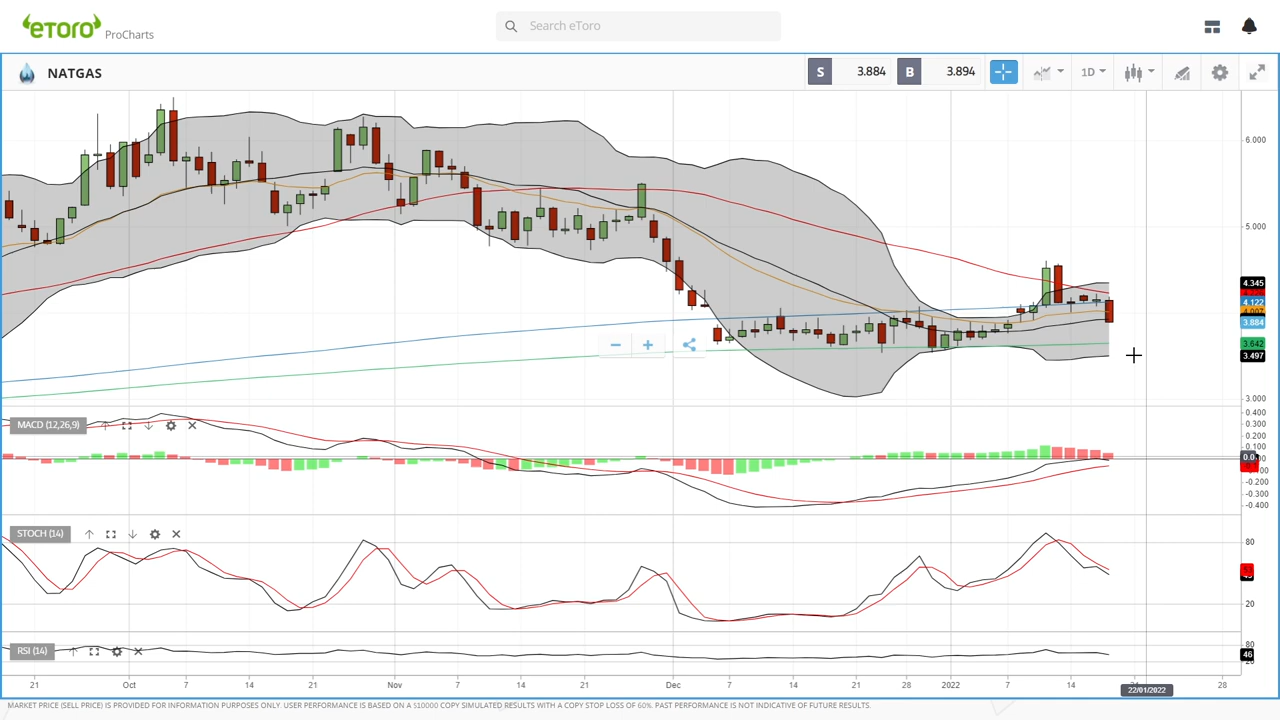 eToro ProCharts
Search eToro
NATGAS
S 3.884 B 3.894 1D
6.000
5.000
4.345
4.122
3.884
3.642
3.497
3.000
MACD (12,26,9)
0.400
0.300
0.200
0.100
0.0
-0.200
-0.300
-0.400
STOCH (14)
80
20
RSI (14)
80
46
20
21 Oct 7 14 21 Nov 7 14 21 Dec 7 14 21 28 2022 7 14 28
22/01/2022
MARKET PRICE (SELL PRICE) IS PROVIDED FOR INFORMATION PURPOSES ONLY. USER PERFORMANCE IS BASED ON A $10000 COPY SIMULATED RESULTS WITH A COPY STOP LOSS OF 60%. PAST PERFORMANCE IS NOT INDICATIVE OF FUTURE RESULTS.